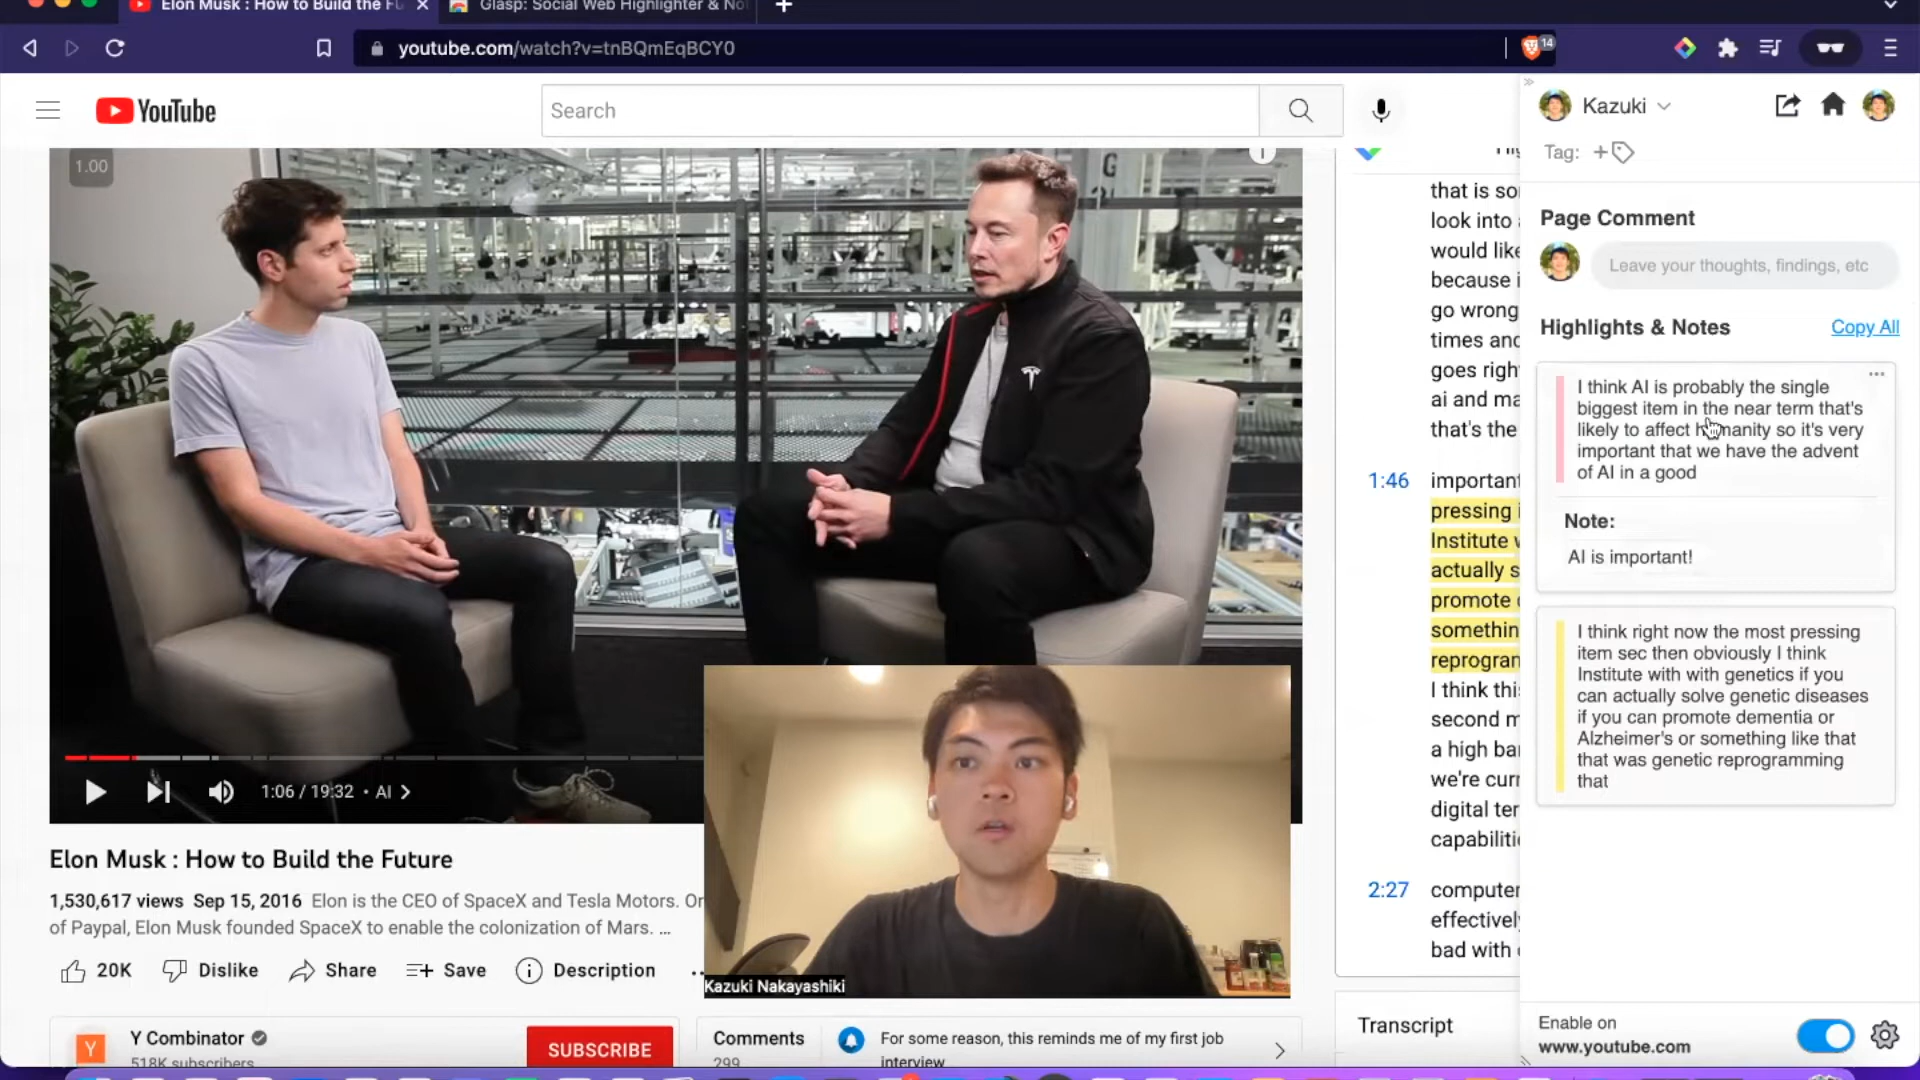 Elon Musk : How to Build the Fu
Glasp: Social Web Highlighter & Not
youtube.com/watch?v=tnBQmEqBCY0
14
YouTube
Search
1.00
1:06 / 19:32 • AI
Elon Musk : How to Build the Future
1,530,617 views Sep 15, 2016 Elon is the CEO of SpaceX and Tesla Motors. Or
of Paypal, Elon Musk founded SpaceX to enable the colonization of Mars. ...
20K
Dislike
Share
Save
Description
Y Combinator
518K subscribers
SUBSCRIBE
Comments
299
For some reason, this reminds me of my first job
interview
Kazuki Nakayashiki
that is so
look into
would like
because i
go wrong
times and
goes righ
ai and ma
that's the
1:46
important
pressing i
Institute w
actually s
promote
somethin
reprogran
I think thi
second m
a high ba
we're curr
digital ter
capabiliti
2:27
computer
effectively
bad with
Transcript
Kazuki
Tag:
Page Comment
Leave your thoughts, findings, etc
Highlights & Notes
Copy All
I think AI is probably the single
biggest item in the near term that's
likely to affect humanity so it's very
important that we have the advent
of AI in a good
Note:
AI is important!
I think right now the most pressing
item sec then obviously I think
Institute with with genetics if you
can actually solve genetic diseases
if you can promote dementia or
Alzheimer's or something like that
that was genetic reprogramming
that
Enable on
www.youtube.com